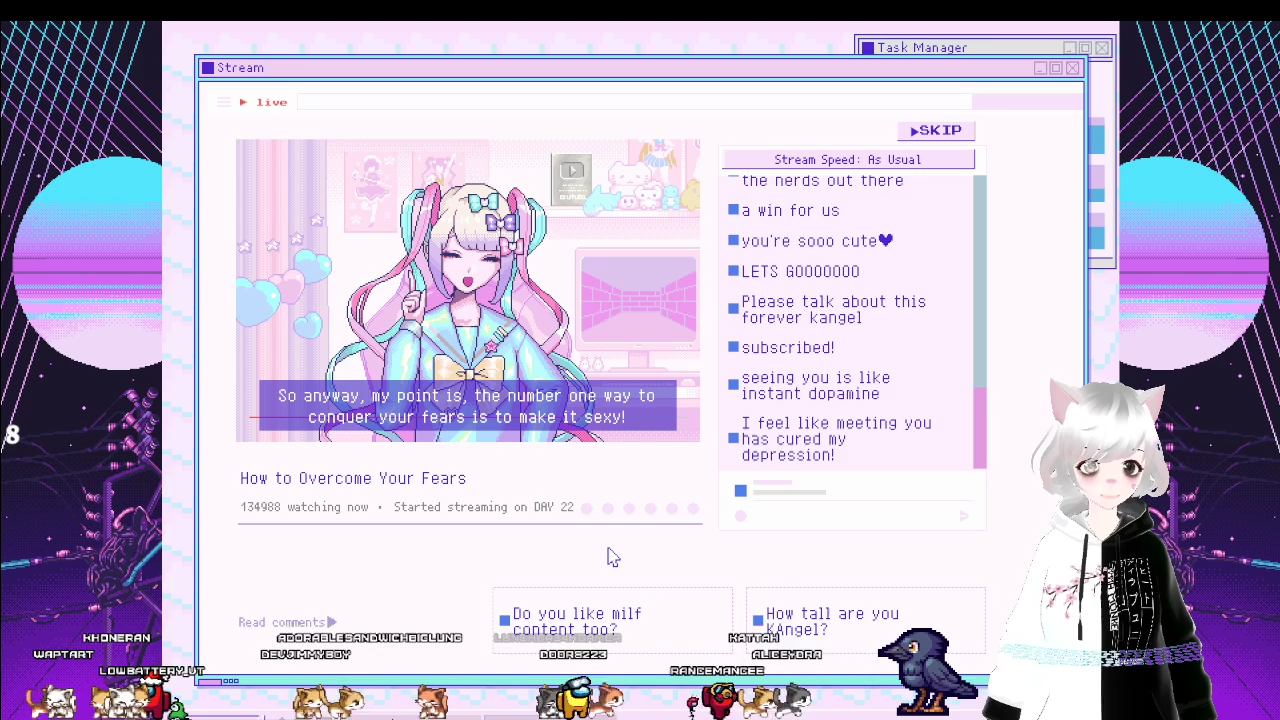 Task Manager
Stream
live
SKIP
Stream Speed: As Usual
the nerds out there
a win for us
you're sooo cute♥
LETS GOOOOOOO
Please talk about this
forever kangel
subscribed!
seeing you is like
instant dopamine
I feel like meeting you
has cured my
depression!
So anyway, my point is, the number one way to
conquer your fears is to make it sexy!
How to Overcome Your Fears
134988 watching now • Started streaming on DAY 22
8
Read comments
Do you like milf
content too?
How tall are you
KAngel?
KHONERAN
ADORABLESANDWICHBIGLUNG
KATTAH
WAPTART
DOORS223
LOWBATTERY_UT
RANGEMANGEE